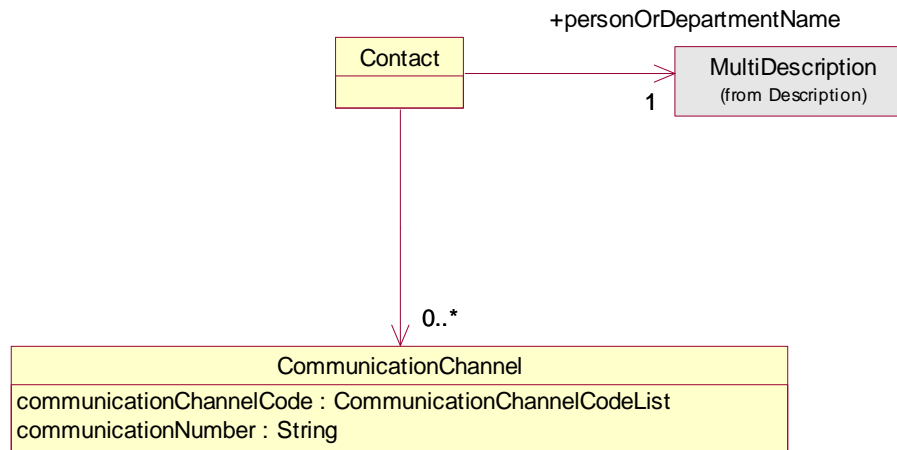 +personOrDepartmentName
Contact
MultiDescription
(from Description)
1
0..*
CommunicationChannel
communicationChannelCode : CommunicationChannelCodeList
communicationNumber : String